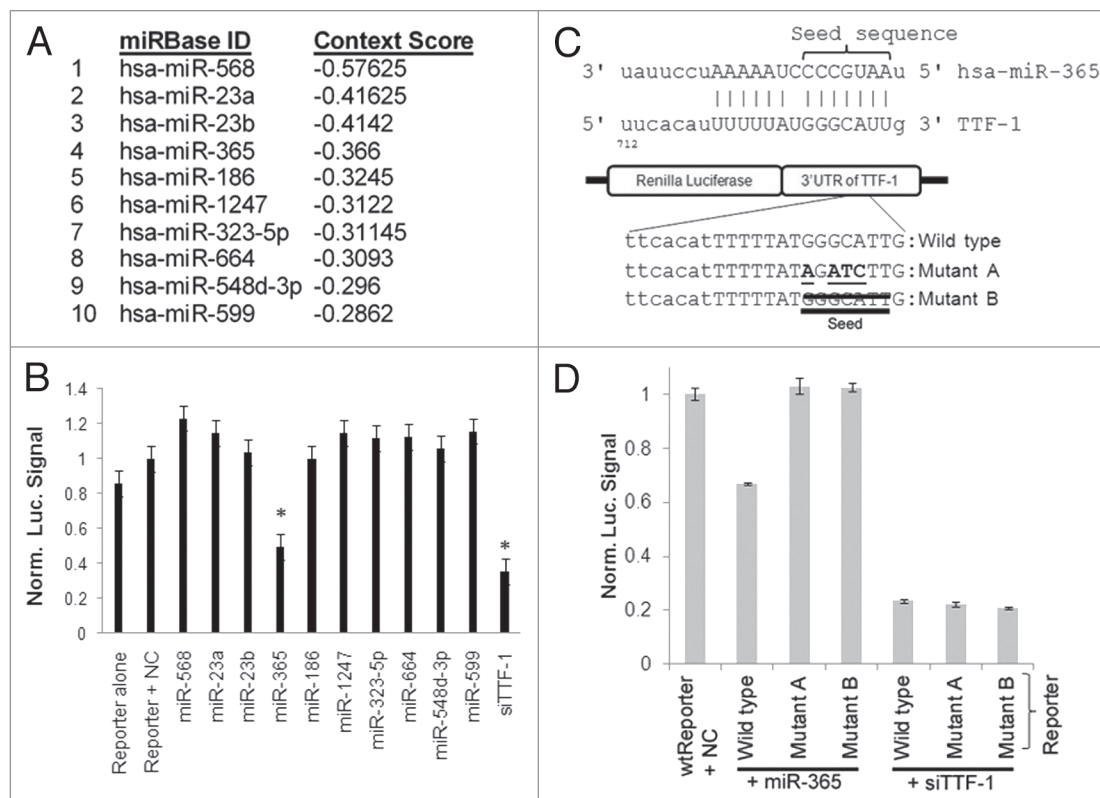 A
miRBase ID Context Score
1 hsa-miR-568 -0.57625
2 hsa-miR-23a -0.41625
3 hsa-miR-23b -0.4142
4 hsa-miR-365 -0.366
5 hsa-miR-186 -0.3245
6 hsa-miR-1247 -0.3122
7 hsa-miR-323-5p -0.31145
8 hsa-miR-664 -0.3093
9 hsa-miR-548d-3p -0.296
10 hsa-miR-599 -0.2862
B
Norm. Luc. Signal
1.4
1.2
1
0.8
0.6
0.4
0.2
0
*
*
Reporter alone
Reporter + NC
miR-568
miR-23a
miR-23b
miR-365
miR-186
miR-1247
miR-323-5p
miR-664
miR-548d-3p
miR-599
siTTF-1
C
Seed sequence
3' uauuccuAAAAAUCCCCGUAAu 5' hsa-miR-365
5' uucacauUUUUUAUGGGCAUUg 3' TTF-1
712
Renilla Luciferase 3'UTR of TTF-1
ttcacatTTTTTATGGGCATTG:Wild type
ttcacatTTTTTATAGATCTTG:Mutant A
ttcacatTTTTTATGGGCATTG:Mutant B
Seed
D
Norm. Luc. Signal
1
0.8
0.6
0.4
0.2
0
wtReporter
+ NC
Wild type
Mutant A
Mutant B
Wild type
Mutant A
Mutant B
Reporter
+ miR-365
+ siTTF-1